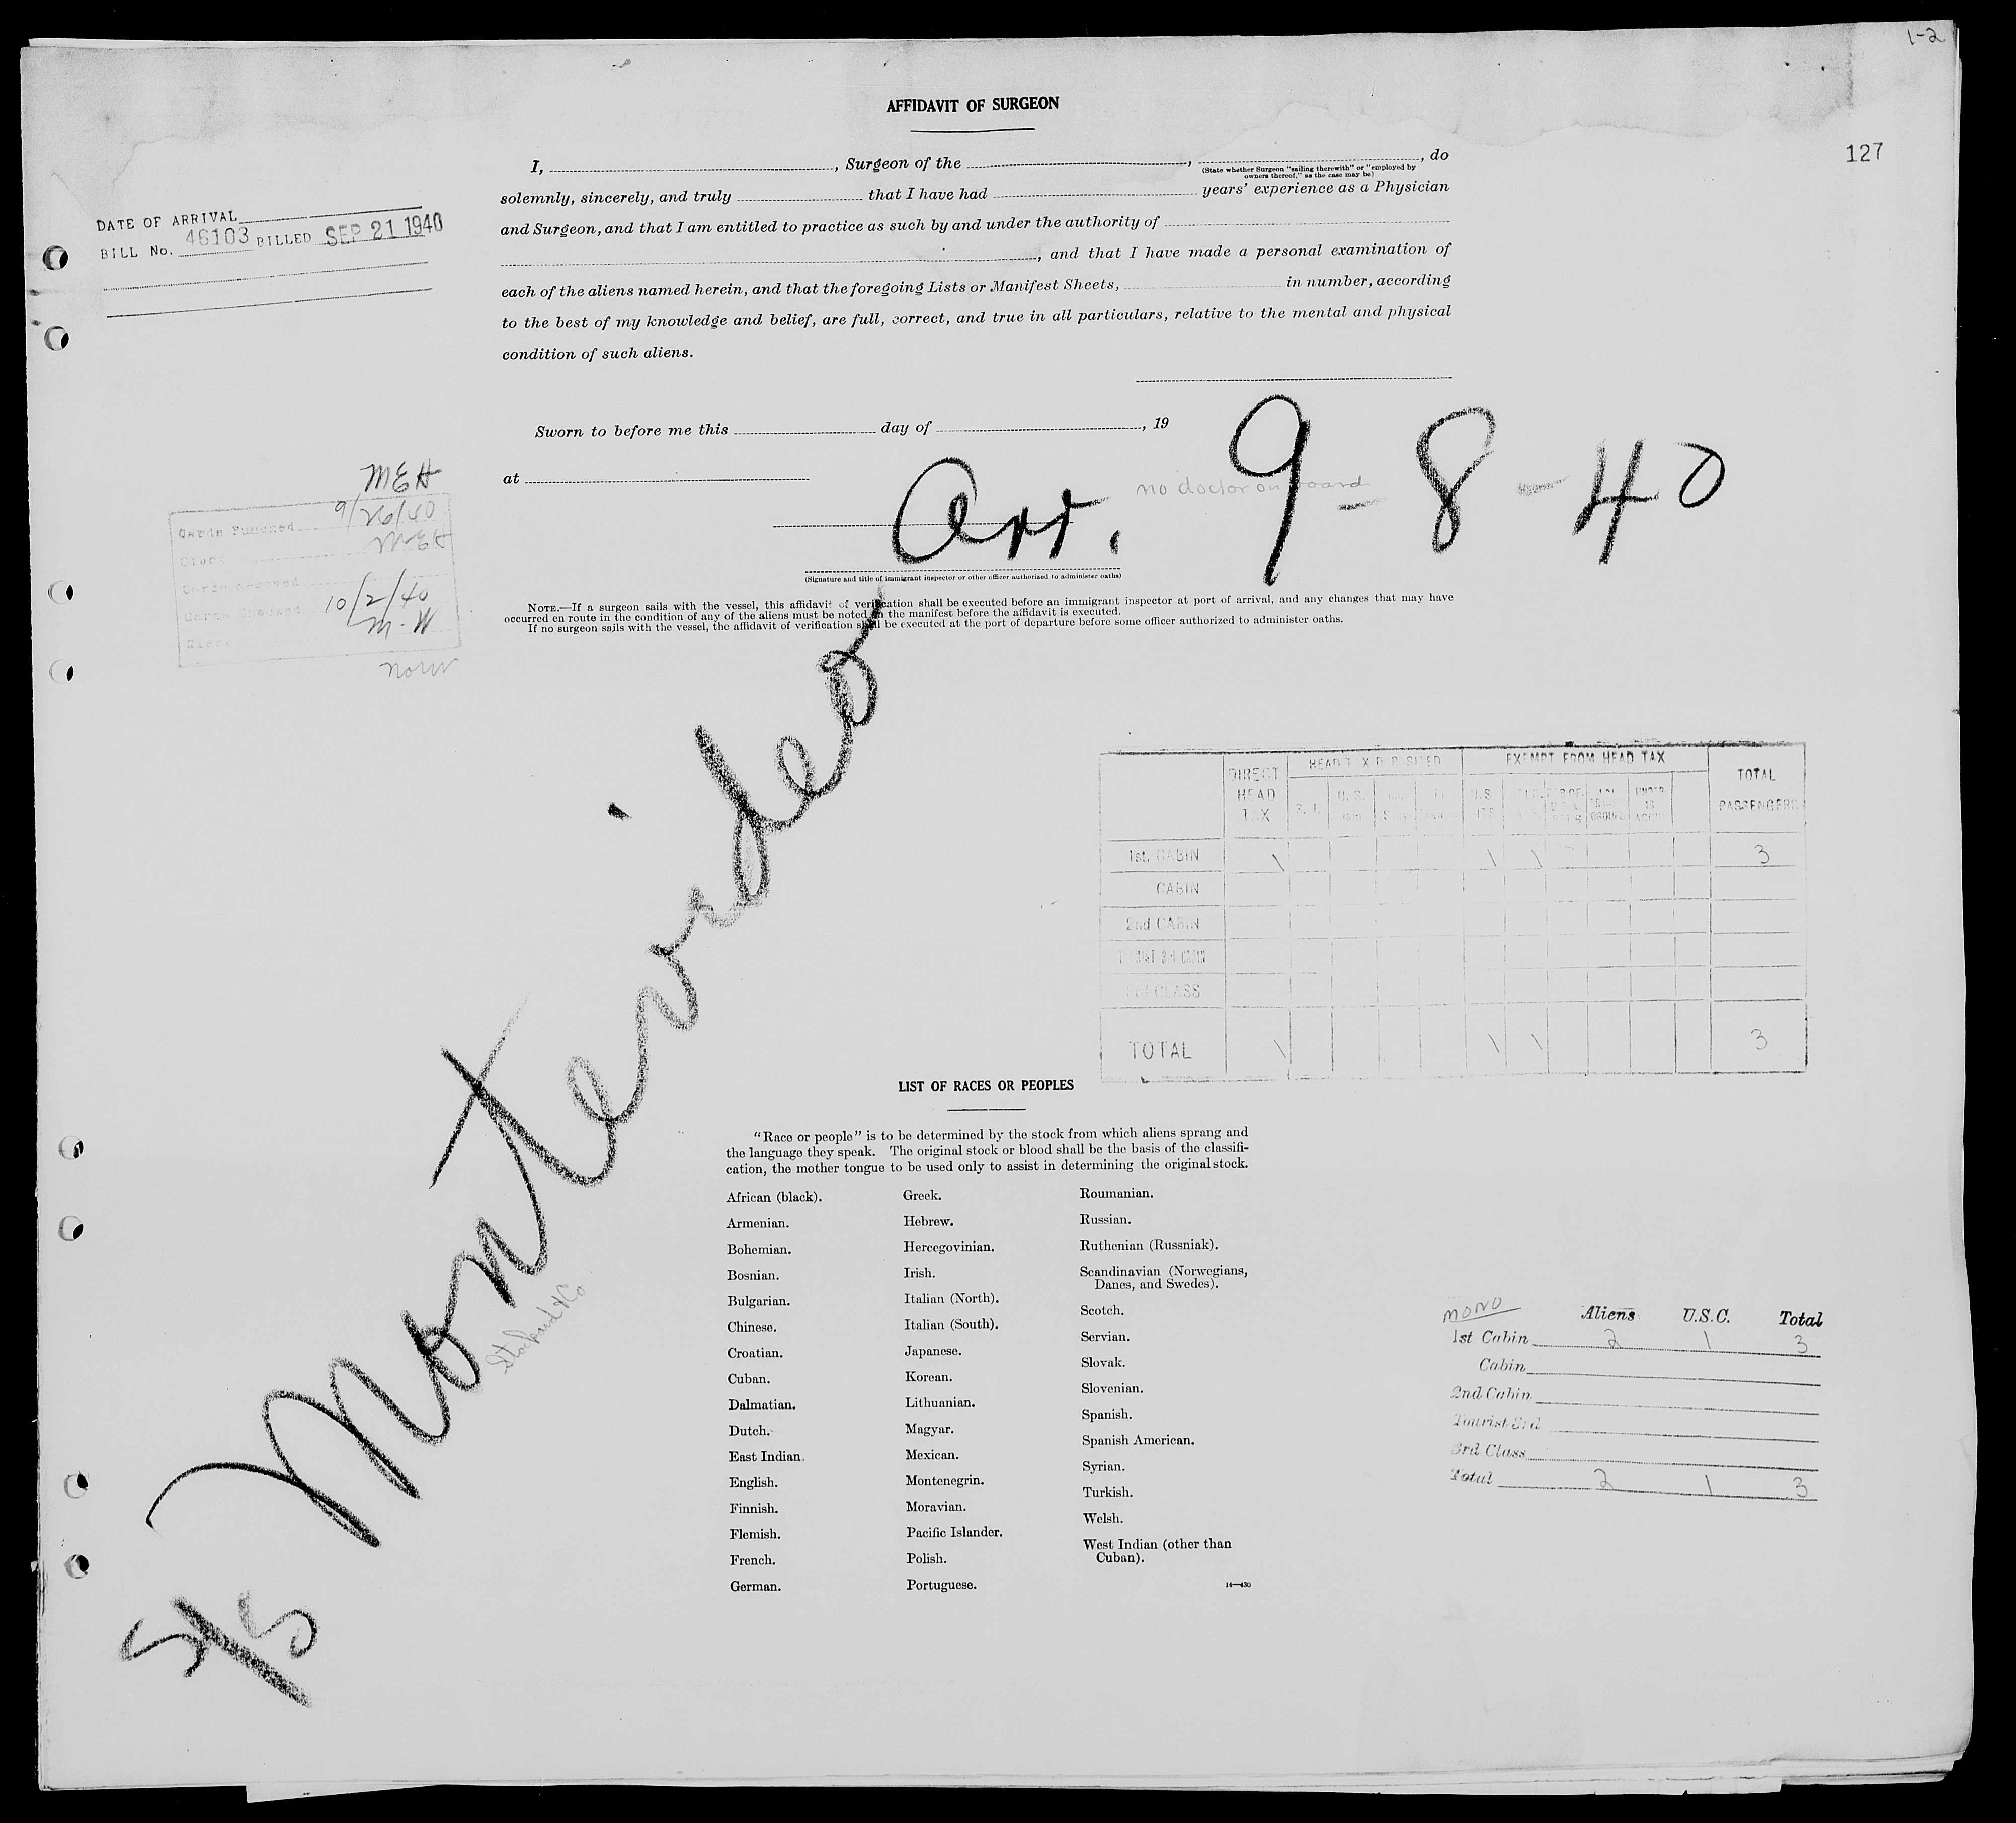 1-2
127
AFFIDAVIT OF SURGEON
I, , Surgeon of the , , do
(State whether Surgeon "sailing therewith" or "employed by owners thereof," as the case may be)
solemnly, sincerely, and truly that I have had years' experience as a Physician
and Surgeon, and that I am entitled to practice as such by and under the authority of
, and that I have made a personal examination of
each of the aliens named herein, and that the foregoing Lists or Manifest Sheets, in number, according
to the best of my knowledge and belief, are full, correct, and true in all particulars, relative to the mental and physical
condition of such aliens.
DATE OF ARRIVAL
BILL No. 46103 BILLED SEP 21 1940
Sworn to before me this day of , 19
at
no doctor on board
Arr. 9-8-40
(Signature and title of immigrant inspector or other officer authorized to administer oaths)
MEH
Cards Punched 9/26/40
Clerk MEH
Cards
Cards Checked 10/2/40
Clerk M.W
NOTE.—If a surgeon sails with the vessel, this affidavit of verification shall be executed before an immigrant inspector at port of arrival, and any changes that may have
occurred en route in the condition of any of the aliens must be noted on the manifest before the affidavit is executed.
If no surgeon sails with the vessel, the affidavit of verification shall be executed at the port of departure before some officer authorized to administer oaths.
S/S Montevideo
Stockard & Co
DIRECT HEAD TAX
EXEMPT FROM HEAD TAX
TOTAL PASSENGERS
1st. CABIN \ \ \ 3
CABIN
2nd CABIN
TOTAL \ \ \ 3
LIST OF RACES OR PEOPLES
"Race or people" is to be determined by the stock from which aliens sprang and
the language they speak. The original stock or blood shall be the basis of the classifi-
cation, the mother tongue to be used only to assist in determining the original stock.
African (black).
Armenian.
Bohemian.
Bosnian.
Bulgarian.
Chinese.
Croatian.
Cuban.
Dalmatian.
Dutch.
East Indian.
English.
Finnish.
Flemish.
French.
German.
Greek.
Hebrew.
Hercegovinian.
Irish.
Italian (North).
Italian (South).
Japanese.
Korean.
Lithuanian.
Magyar.
Mexican.
Montenegrin.
Moravian.
Pacific Islander.
Polish.
Portuguese.
Roumanian.
Russian.
Ruthenian (Russniak).
Scandinavian (Norwegians,
Danes, and Swedes).
Scotch.
Servian.
Slovak.
Slovenian.
Spanish.
Spanish American.
Syrian.
Turkish.
Welsh.
West Indian (other than
Cuban).
14—430
MONO Aliens U.S.C. Total
1st Cabin 2 1 3
Cabin
2nd Cabin
Tourist 3rd
3rd Class
Total 2 1 3